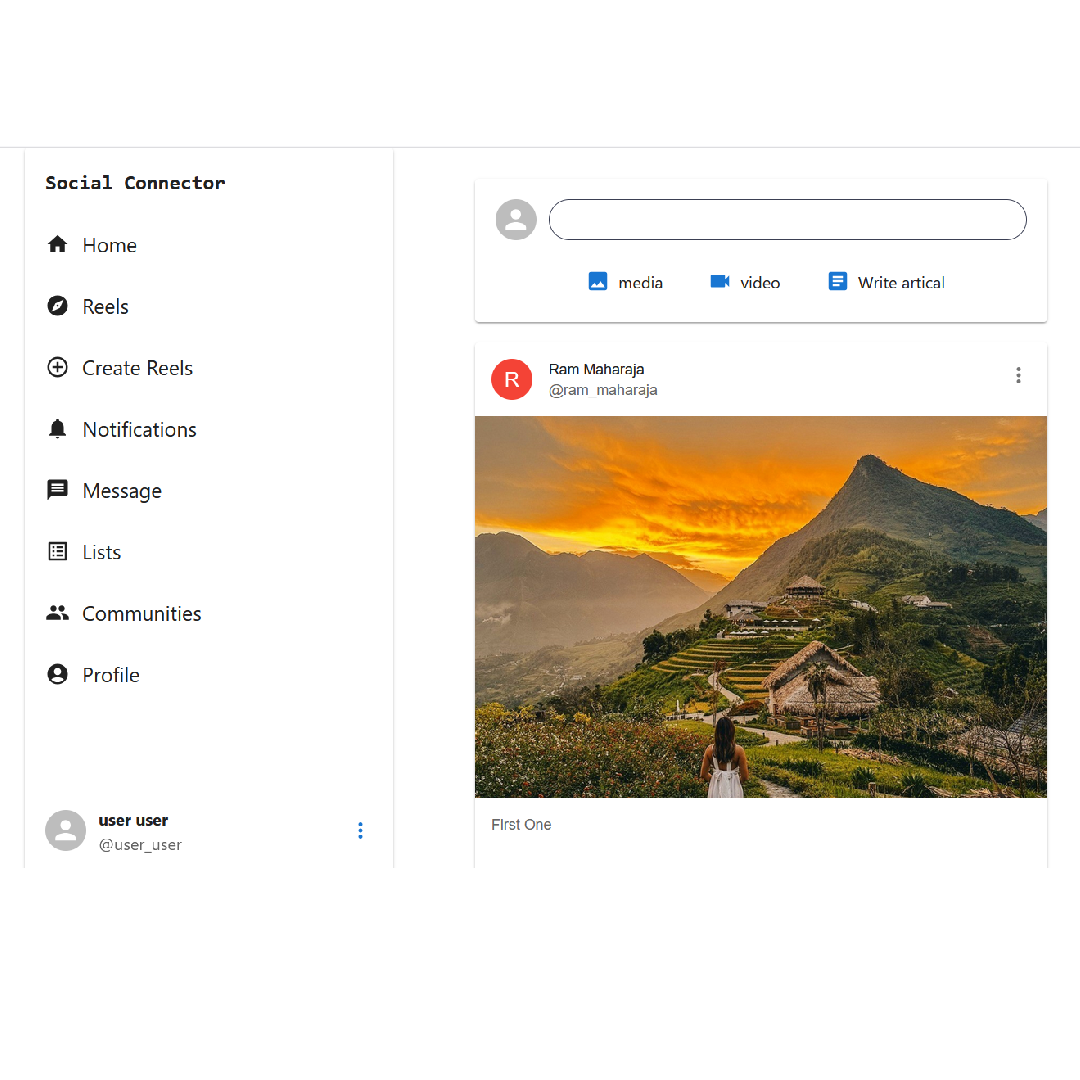 Social Connector
Home
Reels
Create Reels
Notifications
Message
Lists
Communities
Profile
user user
@user_user
media video Write artical
R
Ram Maharaja
@ram_maharaja
First One